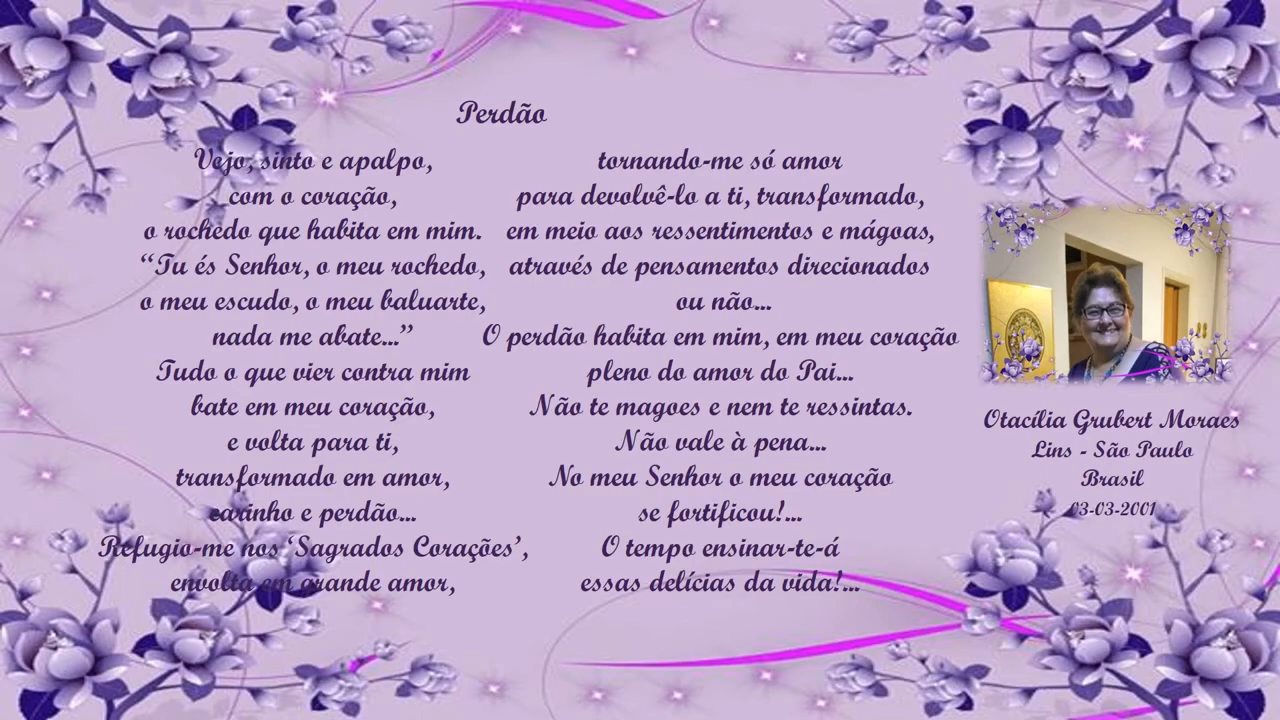 Perdão
Vejo, sinto e apalpo,
com o coração,
o rochedo que habita em mim.
“Tu és Senhor, o meu rochedo,
o meu escudo, o meu baluarte,
nada me abate...”
Tudo o que vier contra mim
bate em meu coração,
e volta para ti,
transformado em amor,
carinho e perdão...
Refugio-me nos ‘Sagrados Corações’,
envolta em grande amor,
tornando-me só amor
para devolvê-lo a ti, transformado,
em meio aos ressentimentos e mágoas,
através de pensamentos direcionados
ou não...
O perdão habita em mim, em meu coração
pleno do amor do Pai...
Não te magoes e nem te ressintas.
Não vale à pena...
No meu Senhor o meu coração
se fortificou!...
O tempo ensinar-te-á
essas delícias da vida!...
Otacília Grubert Moraes
Lins - São Paulo
Brasil
03-03-2001